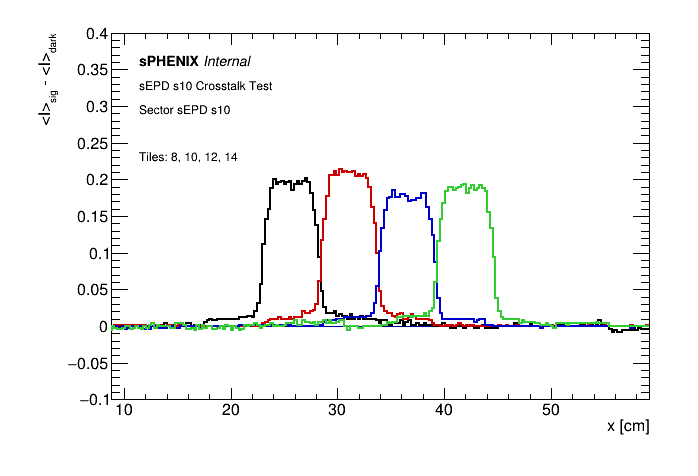 <I>sig - <I>dark
0.4
0.35
0.3
0.25
0.2
0.15
0.1
0.05
0
−0.05
−0.1
sPHENIX Internal
sEPD s10 Crosstalk Test
Sector sEPD s10
Tiles: 8, 10, 12, 14
10 20 30 40 50
x [cm]